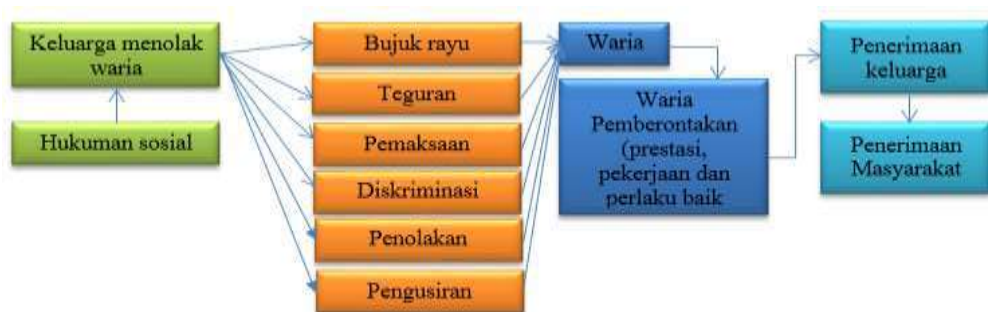 Keluarga menolak
waria
Hukuman sosial
Bujuk rayu
Teguran
Pemaksaan
Diskriminasi
Penolakan
Pengusiran
Waria
Waria
Pemberontakan
(prestasi,
pekerjaan dan
perlaku baik
Penerimaan
keluarga
Penerimaan
Masyarakat